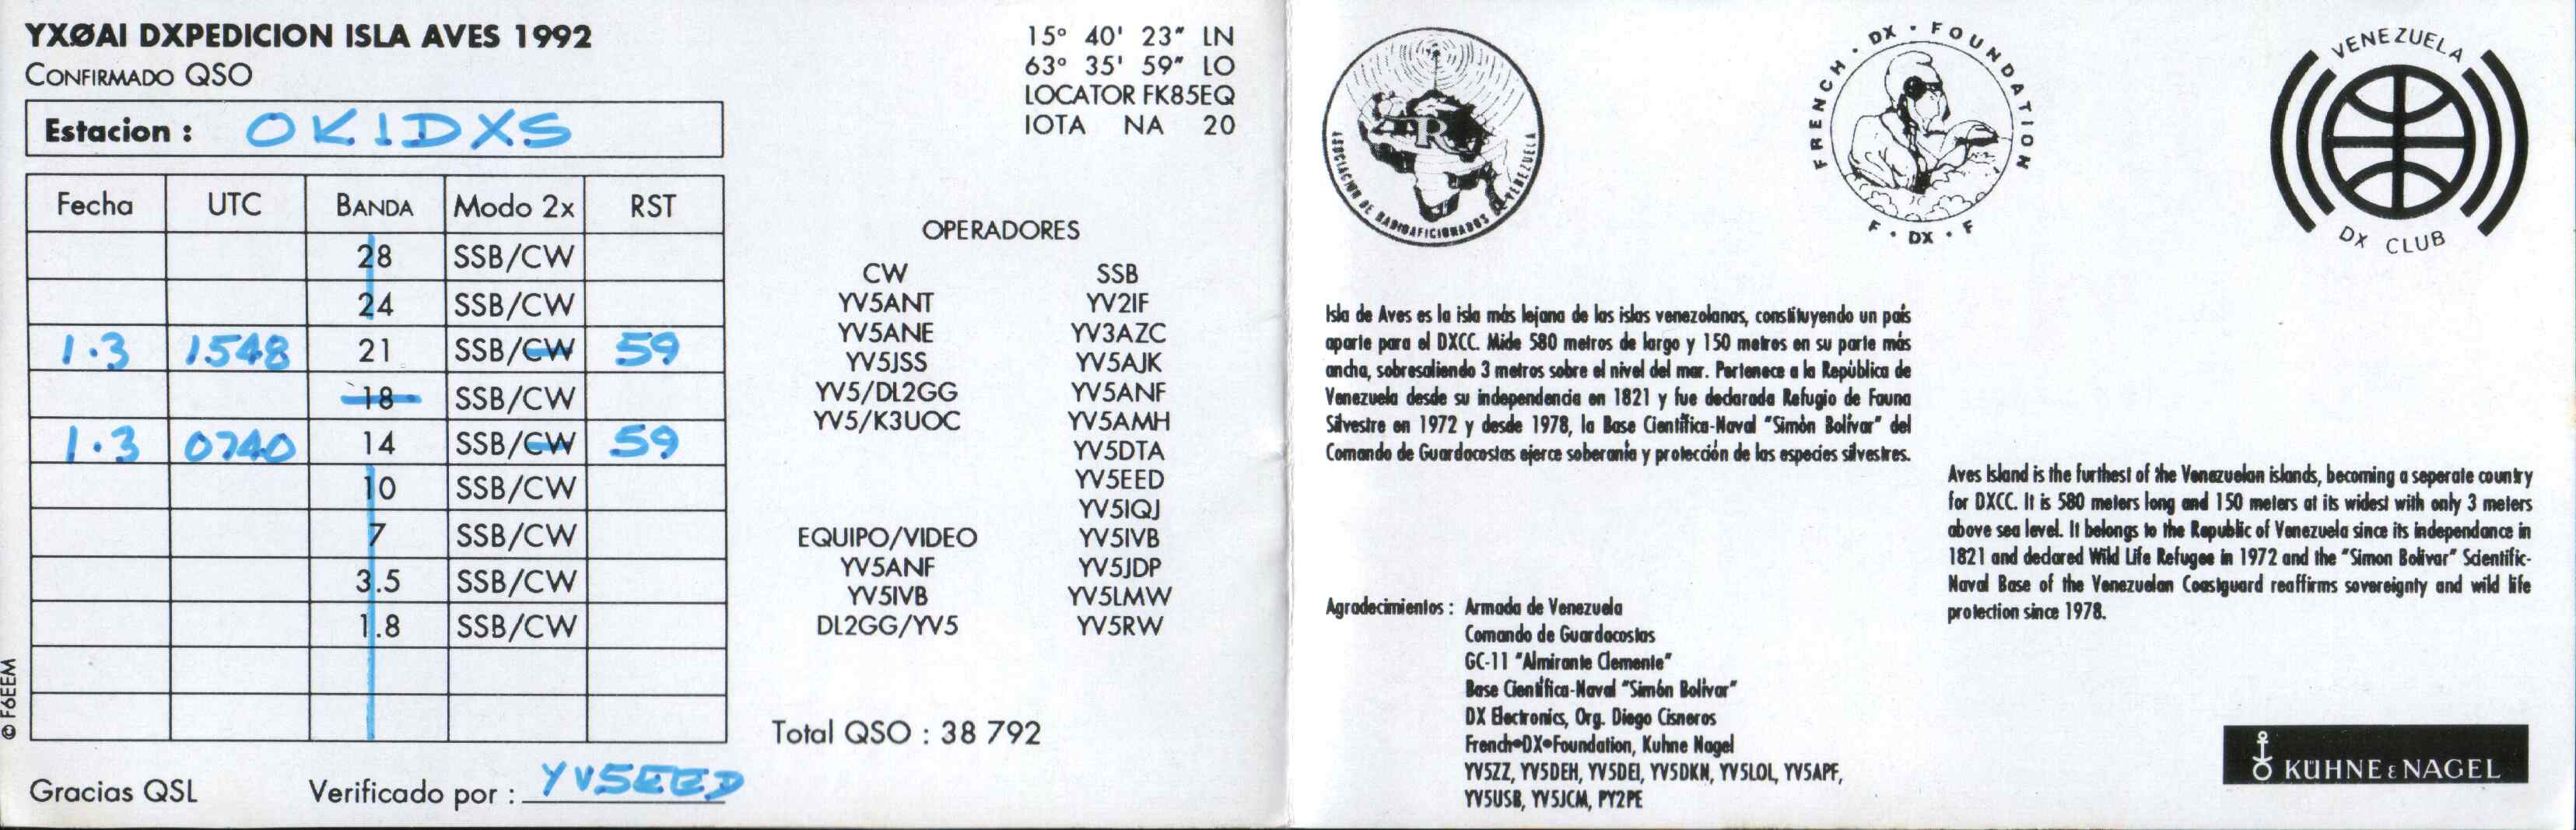 YXØAI DXPEDICION ISLA AVES 1992
CONFIRMADO QSO
Estacion : OK1DXS
Fecha UTC BANDA Modo 2x RST
28 SSB/CW
24 SSB/CW
1.3 1548 21 SSB/CW 59
18 SSB/CW
1.3 0740 14 SSB/CW 59
10 SSB/CW
7 SSB/CW
3.5 SSB/CW
1.8 SSB/CW
Gracias QSL Verificado por : YV5EED
© F6EEM
15° 40' 23" LN
63° 35' 59" LO
LOCATOR FK85EQ
IOTA NA 20
OPERADORES
CW SSB
YV5ANT YV2IF
YV5ANE YV3AZC
YV5JSS YV5AJK
YV5/DL2GG YV5ANF
YV5/K3UOC YV5AMH
YV5DTA
YV5EED
YV5IQJ
EQUIPO/VIDEO YV5IVB
YV5ANF YV5JDP
YV5IVB YV5LMW
DL2GG/YV5 YV5RW
Total QSO : 38 792
R
ASOCIACION DE RADIOAFICIONADOS DE VENEZUELA
FRENCH · DX · FOUNDATION
F · DX · F
VENEZUELA
DX CLUB
Isla de Aves es la isla más lejana de las islas venezolanas, constituyendo un país
aparte para el DXCC. Mide 580 metros de largo y 150 metros en su parte más
ancha, sobresaliendo 3 metros sobre el nivel del mar. Pertenece a la Repùblica de
Venezuela desde su independencia en 1821 y fue declarada Refugio de Fauna
Silvestre en 1972 y desde 1978, la Base Científica-Naval "Simòn Bolívar" del
Comando de Guardacostas ejerce soberanía y protección de las especies silvestres.
Aves Island is the furthest of the Venezuelan islands, becoming a seperate country
for DXCC. It is 580 meters long and 150 meters at its widest with only 3 meters
above sea level. It belongs to the Republic of Venezuela since its independance in
1821 and declared Wild Life Refugee in 1972 and the "Simon Bolivar" Scientific-
Naval Base of the Venezuelan Coastguard reaffirms sovereignty and wild life
protection since 1978.
Agradecimientos : Armada de Venezuela
Comando de Guardacostas
GC-11 "Almirante Clemente"
Base Científica-Naval "Simón Bolívar"
DX Electronics, Org. Diego Cisneros
French•DX•Foundation, Kuhne Nagel
YV5ZZ, YV5DEH, YV5DEI, YV5DKN, YV5LOL, YV5APF,
YV5USB, YV5JCM, PY2PE
KÜHNE & NAGEL